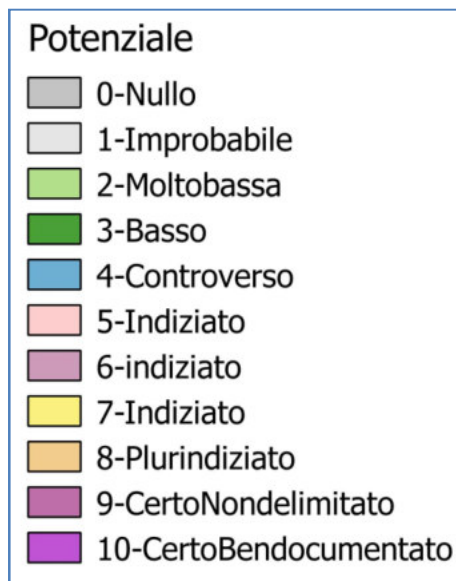 Potenziale
0-Nullo
1-Improbabile
2-Moltobassa
3-Basso
4-Controverso
5-Indiziato
6-indiziato
7-Indiziato
8-Plurindiziato
9-CertoNondelimitato
10-CertoBendocumentato